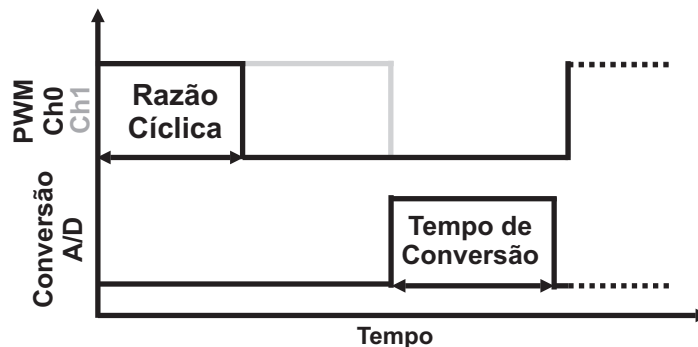 PWM
Ch0
Ch1
Razão
Cíclica
Conversão
A/D
Tempo de
Conversão
Tempo